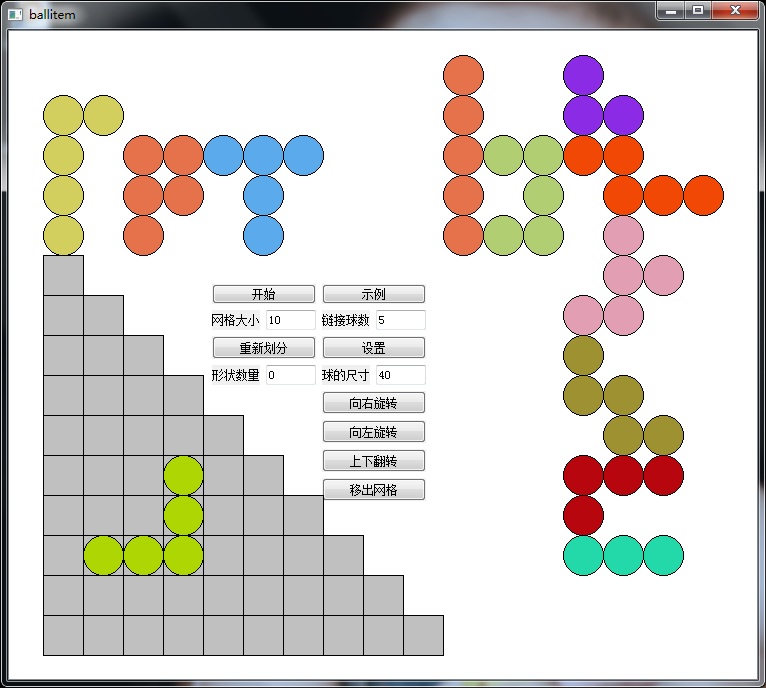 ballitem
开始 示例
网格大小 10 链接球数 5
重新划分 设置
形状数量 0 球的尺寸 40
向右旋转
向左旋转
上下翻转
移出网格